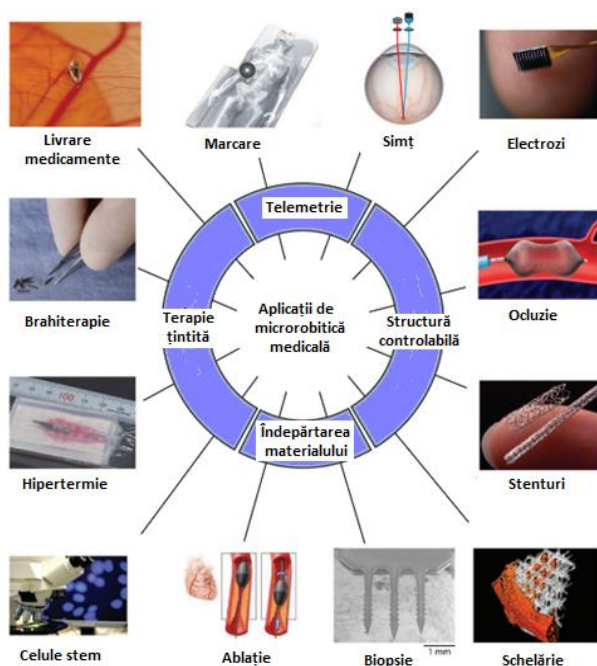 Livrare
medicamente
Marcare
Simț
Electrozi
Telemetrie
Brahiterapie
Terapie
țintită
Aplicații de
microrobitică
medicală
Structură
controlabilă
Ocluzie
100
Îndepărtarea
materialului
Hipertermie
Stenturi
1 mm
Celule stem
Ablație
Biopsie
Schelărie